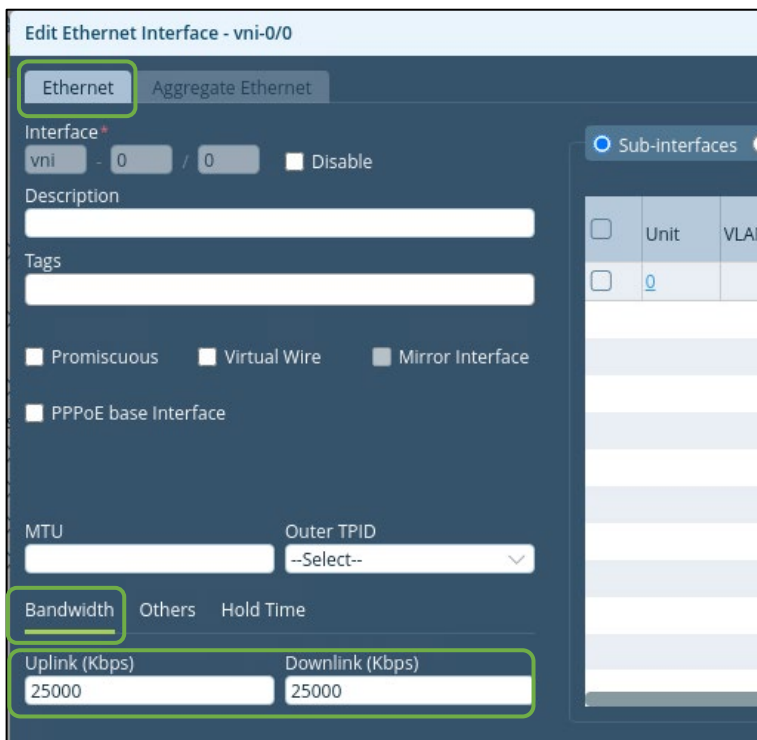 Edit Ethernet Interface - vni-0/0
Ethernet Aggregate Ethernet
Interface*
vni - 0 / 0 Disable
Description
Tags
Promiscuous Virtual Wire Mirror Interface
PPPoE base Interface
MTU Outer TPID
--Select--
Bandwidth Others Hold Time
Uplink (Kbps) Downlink (Kbps)
25000 25000
Sub-interfaces
Unit
0